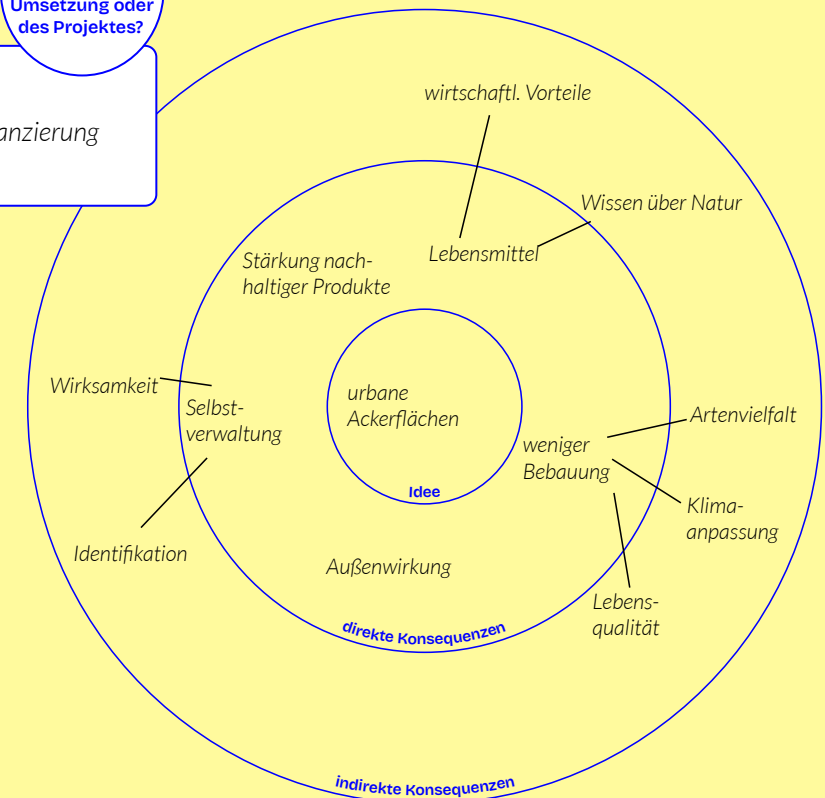 Umsetzung oder
des Projektes?
anzierung
wirtschaftl. Vorteile
Wissen über Natur
Lebensmittel
Stärkung nach-
haltiger Produkte
Wirksamkeit
Selbst-
verwaltung
urbane
Ackerflächen
Idee
weniger
Bebauung
Artenvielfalt
Klima-
anpassung
Identifikation
Außenwirkung
Lebens-
qualität
direkte Konsequenzen
indirekte Konsequenzen